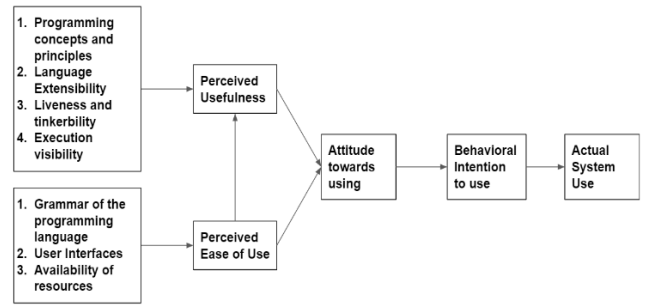 1. Programming
concepts and
principles
2. Language
Extensibility
3. Liveness and
tinkerbility
4. Execution
visibility
Perceived
Usefulness
Attitude
towards
using
Behavioral
Intention
to use
Actual
System
Use
1. Grammar of the
programming
language
2. User Interfaces
3. Availability of
resources
Perceived
Ease of Use